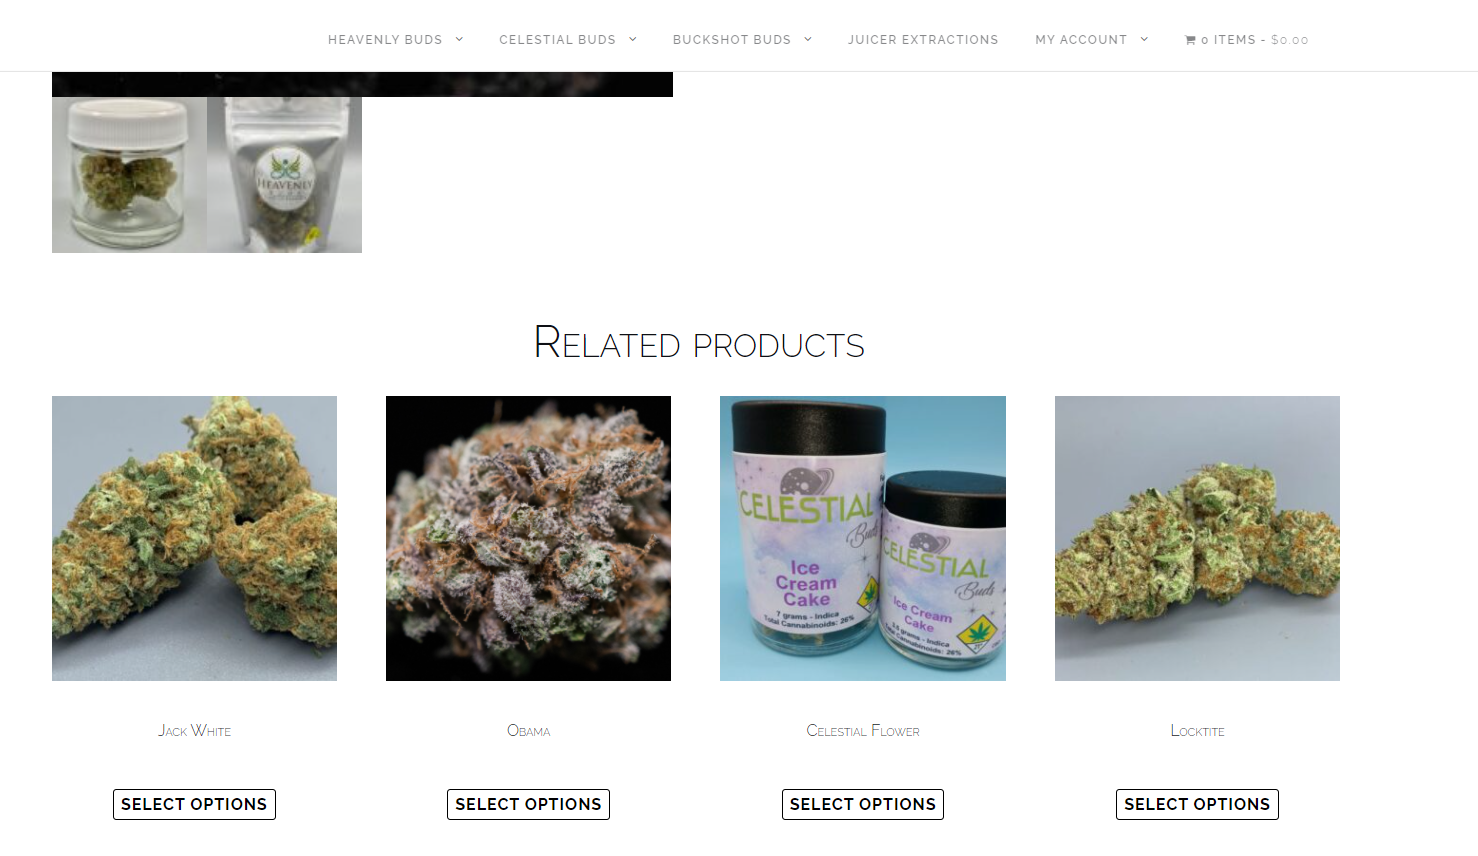 HEAVENLY BUDS
CELESTIAL BUDS
BUCKSHOT BUDS
JUICER EXTRACTIONS
MY ACCOUNT
0 ITEMS - $0.00
HEAVENLY
RELATED PRODUCTS
CELESTIAL
Buds
Ice
Cream
Cake
7 grams - Indica
Total Cannabinoids: 26%
CELESTIAL
Buds
Ice Cream
Cake
grams - Indica
Total Cannabinoids: 26%
JACK WHITE
OBAMA
CELESTIAL FLOWER
LOCKTITE
SELECT OPTIONS
SELECT OPTIONS
SELECT OPTIONS
SELECT OPTIONS